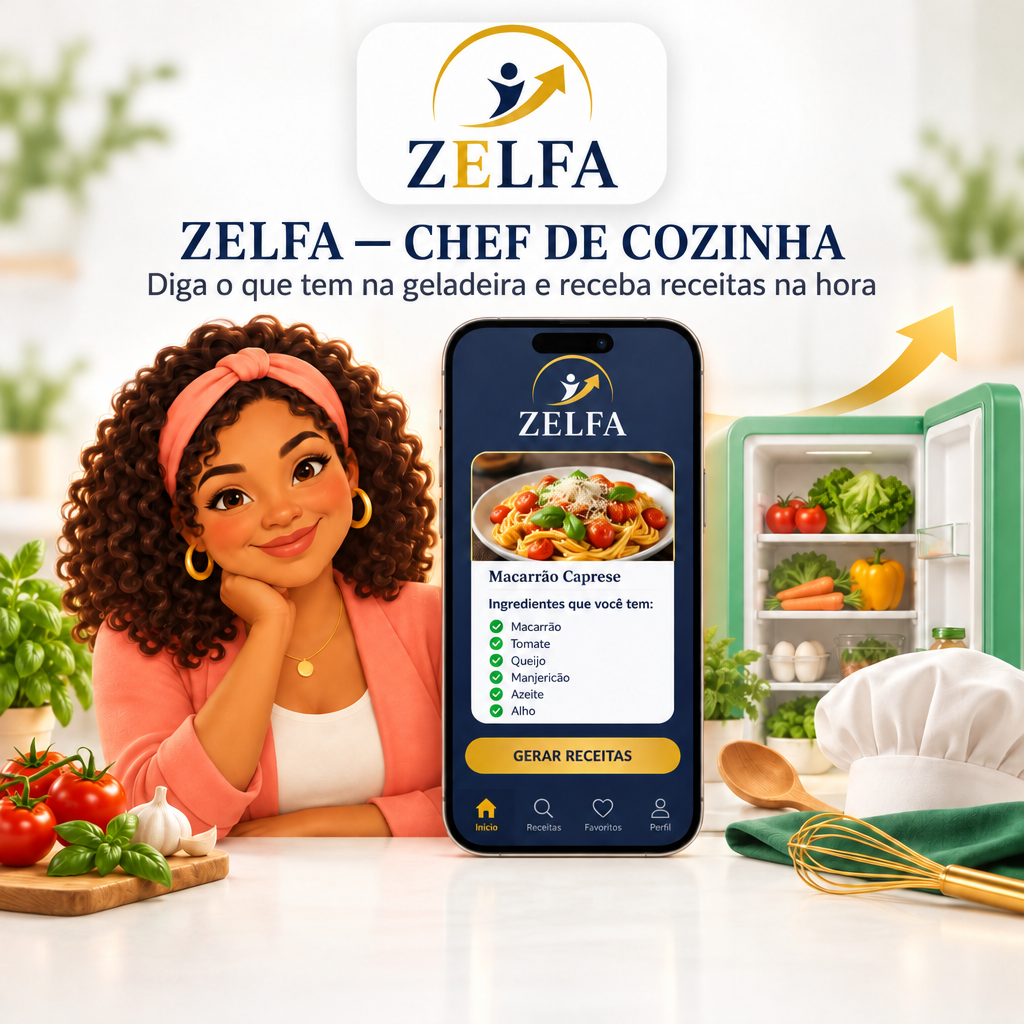 ZELFA
ZELFA — CHEF DE COZINHA
Diga o que tem na geladeira e receba receitas na hora
ZELFA
Macarrão Caprese
Ingredientes que você tem:
Macarrão
Tomate
Queijo
Manjericão
Azeite
Alho
GERAR RECEITAS
Início
Receitas
Favoritos
Perfil